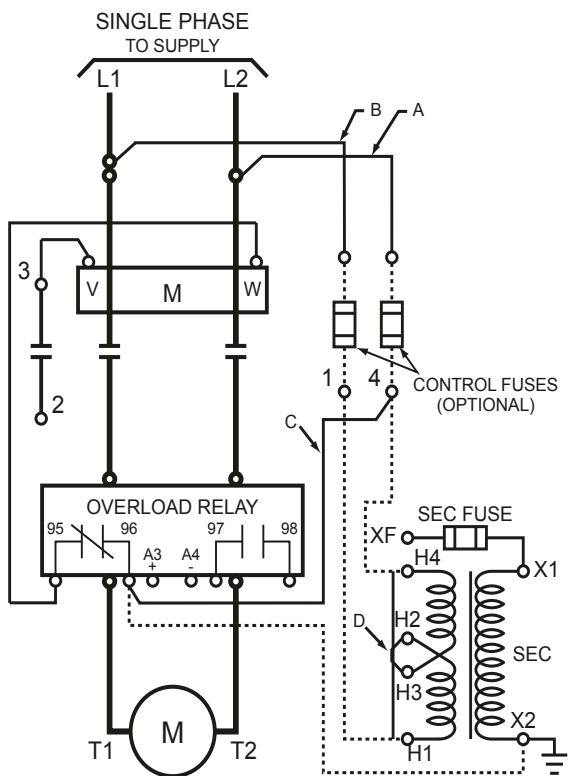 SINGLE PHASE
TO SUPPLY
L1 L2
B A
3
V M W
2
1 4
CONTROL FUSES
(OPTIONAL)
C
OVERLOAD RELAY
95 96 97 98
A3 A4
+ -
XF SEC FUSE
H4 X1
D H2
SEC
H3
H1 X2
T1 M T2